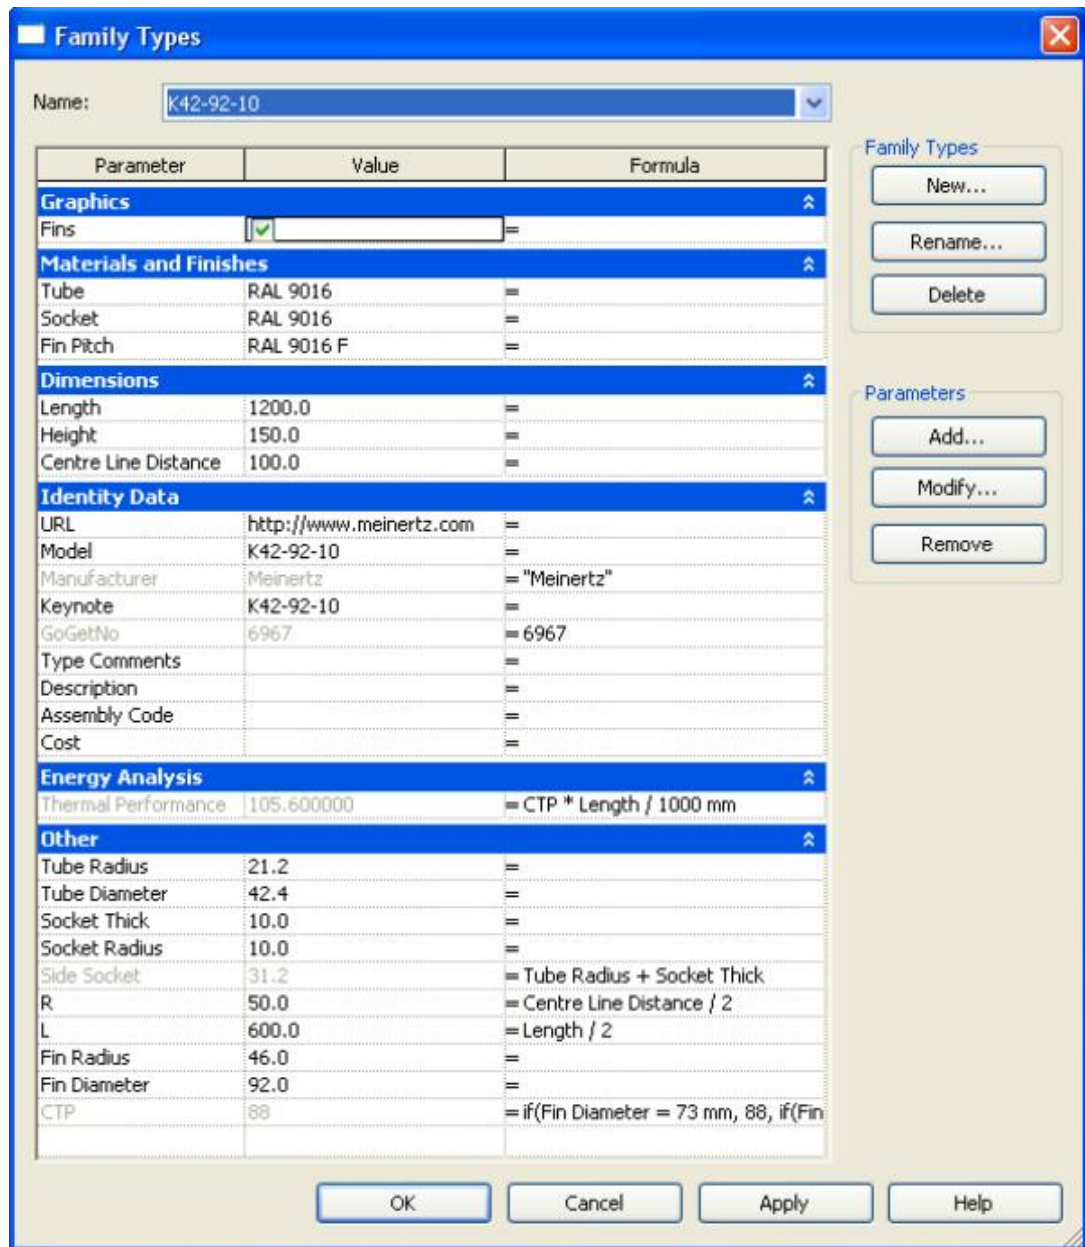 Family Types
Name: K42-92-10
Parameter Value Formula
Graphics
Fins =
Materials and Finishes
Tube RAL 9016 =
Socket RAL 9016 =
Fin Pitch RAL 9016 F =
Dimensions
Length 1200.0 =
Height 150.0 =
Centre Line Distance 100.0 =
Identity Data
URL http://www.meinertz.com =
Model K42-92-10 =
Manufacturer Meinertz = "Meinertz"
Keynote K42-92-10 =
GoGetNo 6967 = 6967
Type Comments =
Description =
Assembly Code =
Cost =
Energy Analysis
Thermal Performance 105.600000 = CTP * Length / 1000 mm
Other
Tube Radius 21.2 =
Tube Diameter 42.4 =
Socket Thick 10.0 =
Socket Radius 10.0 =
Side Socket 31.2 = Tube Radius + Socket Thick
R 50.0 = Centre Line Distance / 2
L 600.0 = Length / 2
Fin Radius 46.0 =
Fin Diameter 92.0 =
CTP 88 = if(Fin Diameter = 73 mm, 88, if(Fin
Family Types
New...
Rename...
Delete
Parameters
Add...
Modify...
Remove
OK Cancel Apply Help